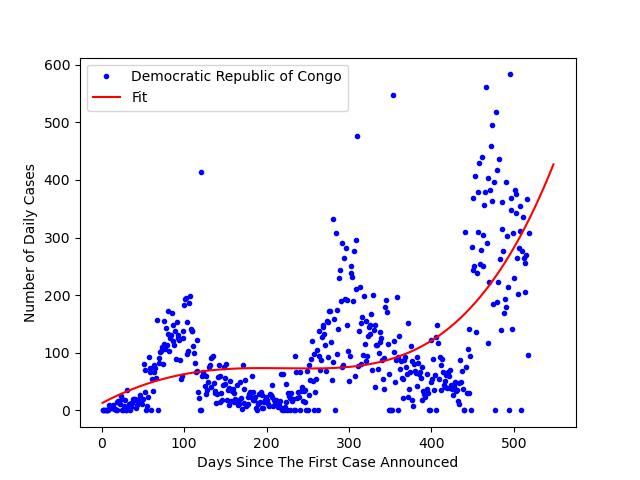 Democratic Republic of Congo
Fit
Number of Daily Cases
600
500
400
300
200
100
0
0 100 200 300 400 500
Days Since The First Case Announced